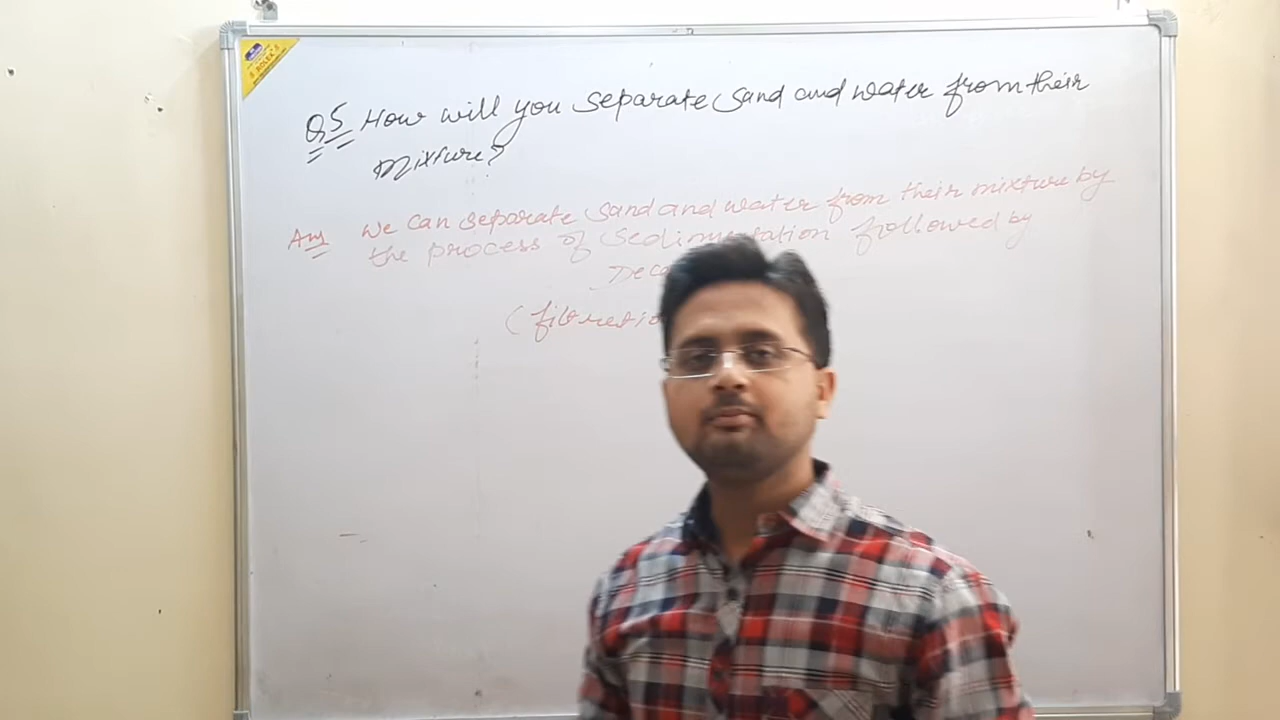 Q5 How will you separate sand and water from their
mixture?
Ans We can separate sand and water from their mixture by
the process of Sedimentation followed by